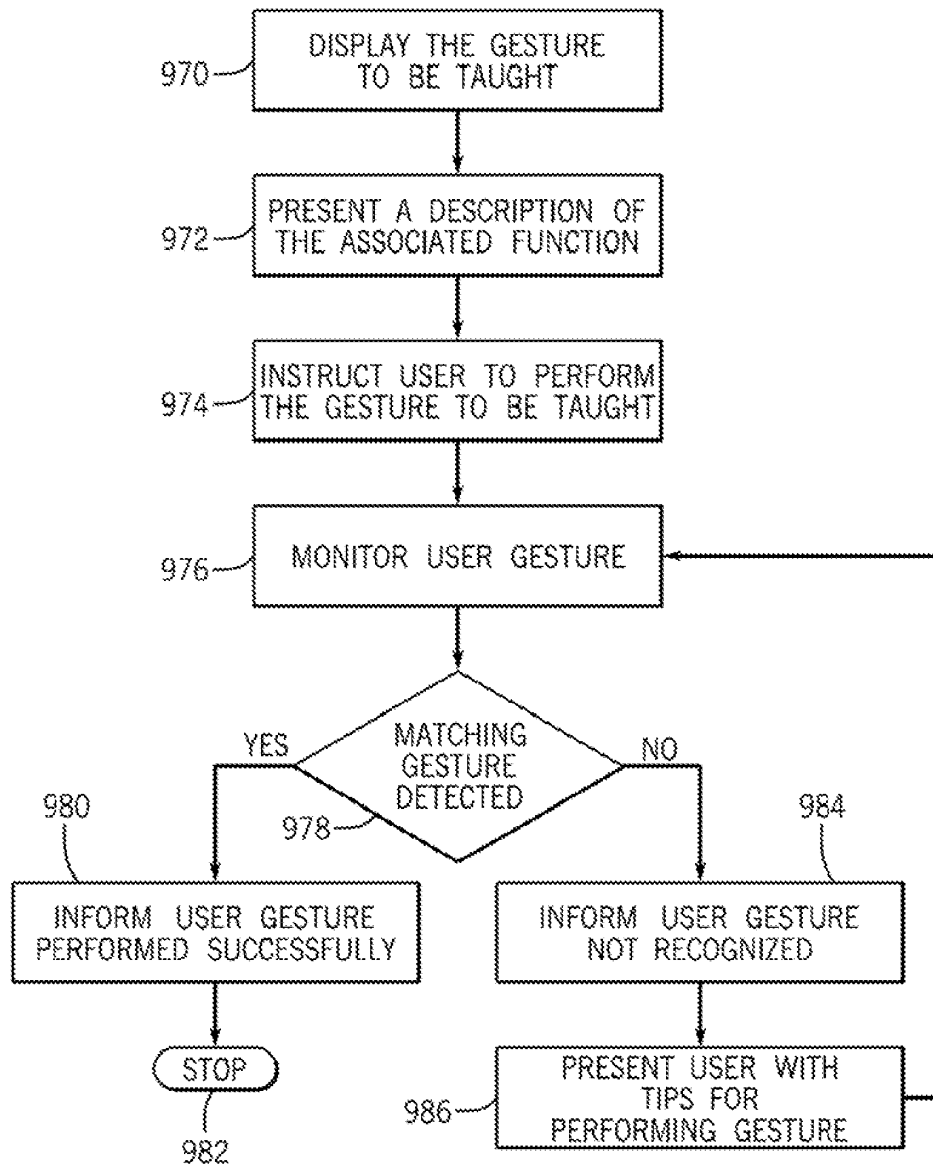 970
DISPLAY THE GESTURE
TO BE TAUGHT
972
PRESENT A DESCRIPTION OF
THE ASSOCIATED FUNCTION
974
INSTRUCT USER TO PERFORM
THE GESTURE TO BE TAUGHT
976
MONITOR USER GESTURE
YES
MATCHING
GESTURE
DETECTED
NO
978
980
INFORM USER GESTURE
PERFORMED SUCCESSFULLY
984
INFORM USER GESTURE
NOT RECOGNIZED
STOP
982
986
PRESENT USER WITH
TIPS FOR
PERFORMING GESTURE